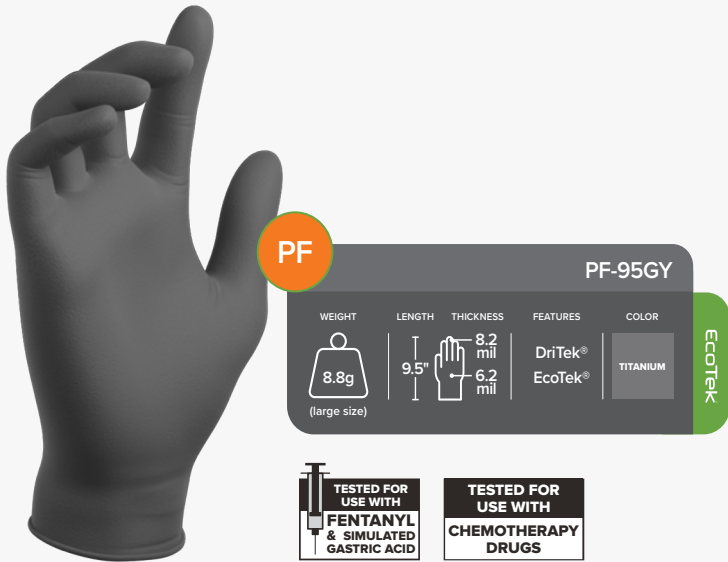 PF
PF-95GY
WEIGHT
LENGTH
THICKNESS
FEATURES
COLOR
8.8g
(large size)
9.5"
8.2
mil
6.2
mil
DriTek®
EcoTek®
TITANIUM
EcoTek
TESTED FOR
USE WITH
FENTANYL
& SIMULATED
GASTRIC ACID
TESTED FOR
USE WITH
CHEMOTHERAPY
DRUGS